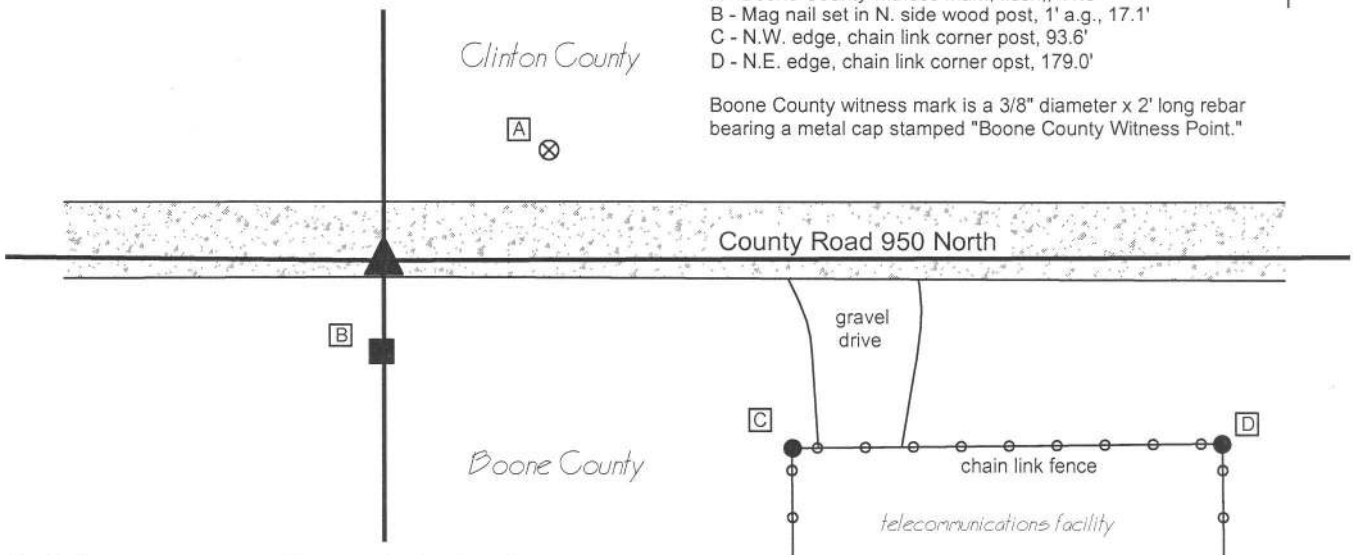 B - Mag nail set in N. side wood post, 1' a.g., 17.1'
C - N.W. edge, chain link corner post, 93.6'
D - N.E. edge, chain link corner opst, 179.0'
Boone County witness mark is a 3/8" diameter x 2' long rebar
bearing a metal cap stamped "Boone County Witness Point."
Clinton County
A
County Road 950 North
gravel
drive
B
C
D
chain link fence
Boone County
telecommunications facility